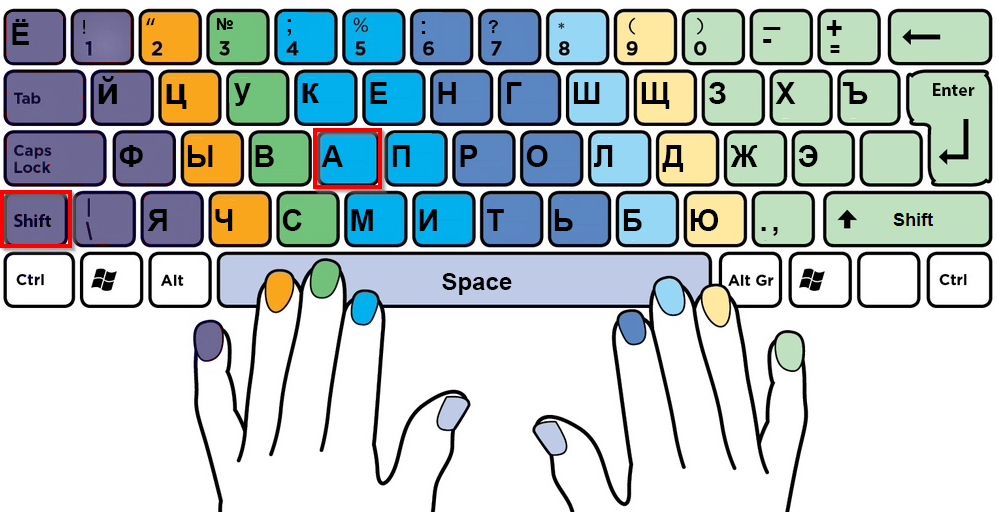 Ё ! 1 “ 2 № 3 ; 4 % 5 : 6 ? 7 * 8 ( 9 ) 0 — - + =
Tab Й Ц У К Е Н Г Ш Щ З Х Ъ Enter
Caps Lock Ф Ы В А П Р О Л Д Ж Э
Shift | \ Я Ч С М И Т Ь Б Ю . , Shift
Ctrl Alt Space Alt Gr Ctrl